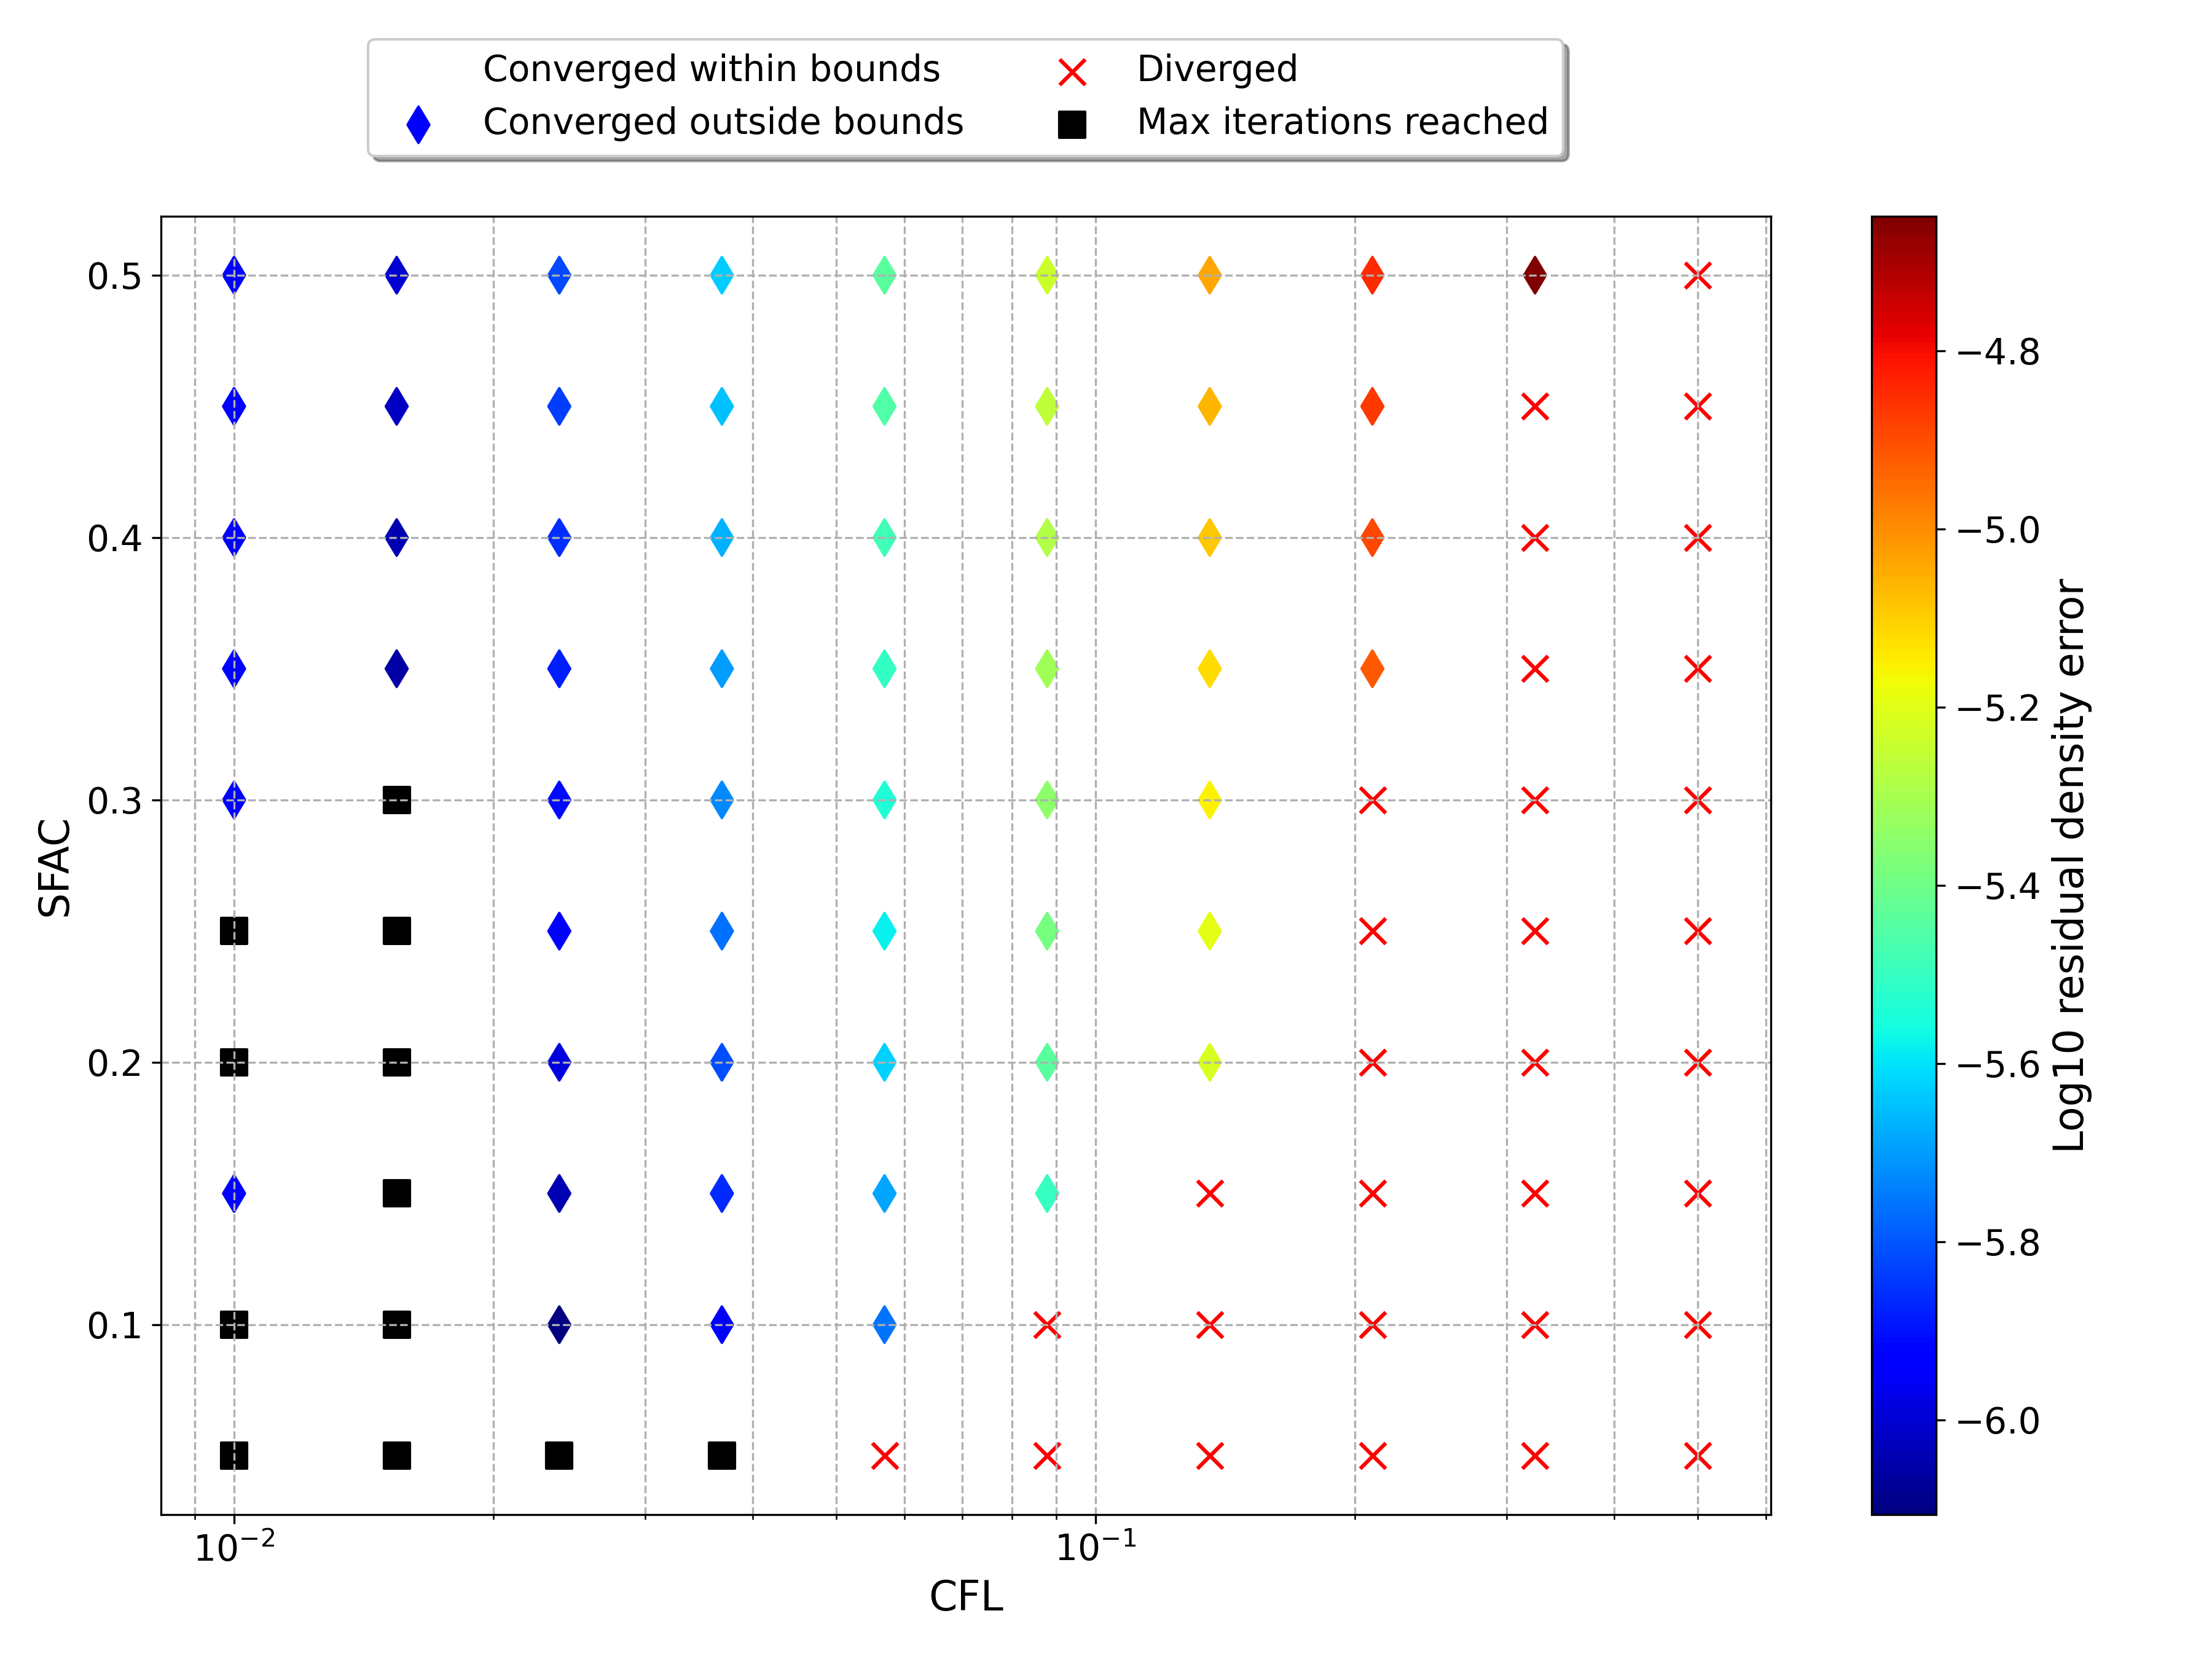 Converged within bounds
Converged outside bounds
Diverged
Max iterations reached
0.5
0.4
0.3
0.2
0.1
SFAC
10⁻²
10⁻¹
CFL
−4.8
−5.0
−5.2
−5.4
−5.6
−5.8
−6.0
Log10 residual density error